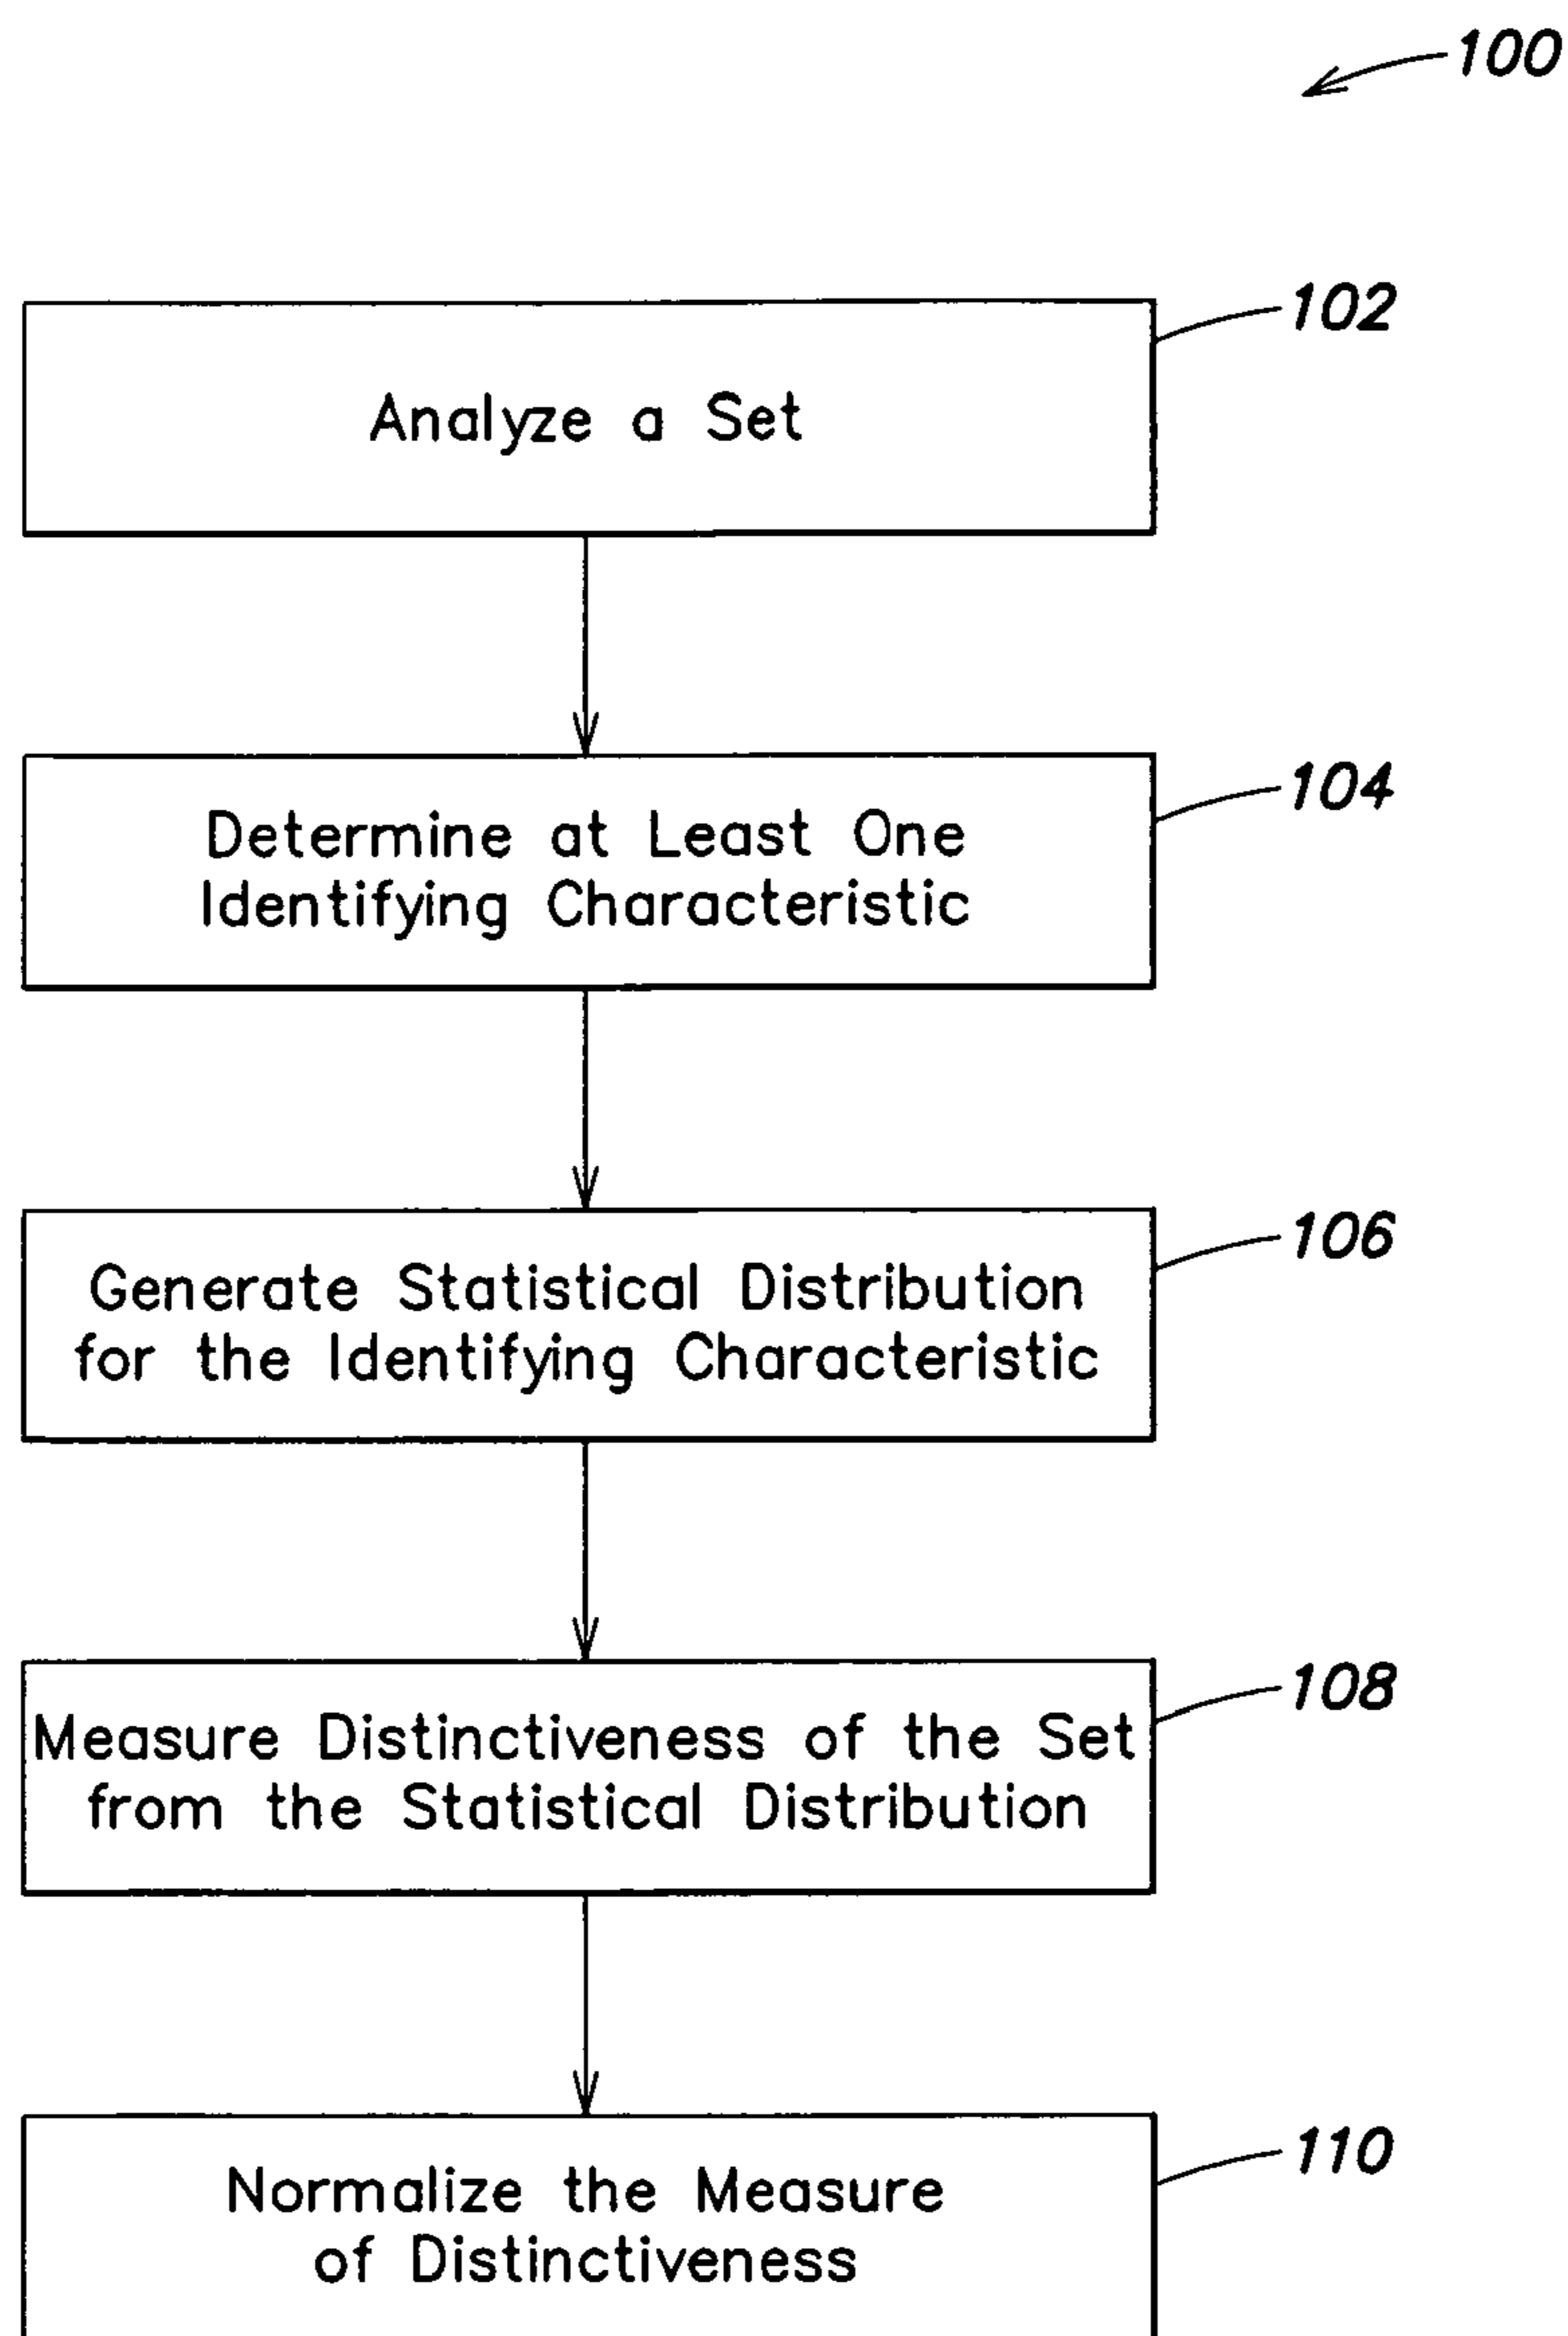 100
102
Analyze a Set
104
Determine at Least One
Identifying Characteristic
106
Generate Statistical Distribution
for the Identifying Characteristic
108
Measure Distinctiveness of the Set
from the Statistical Distribution
110
Normalize the Measure
of Distinctiveness